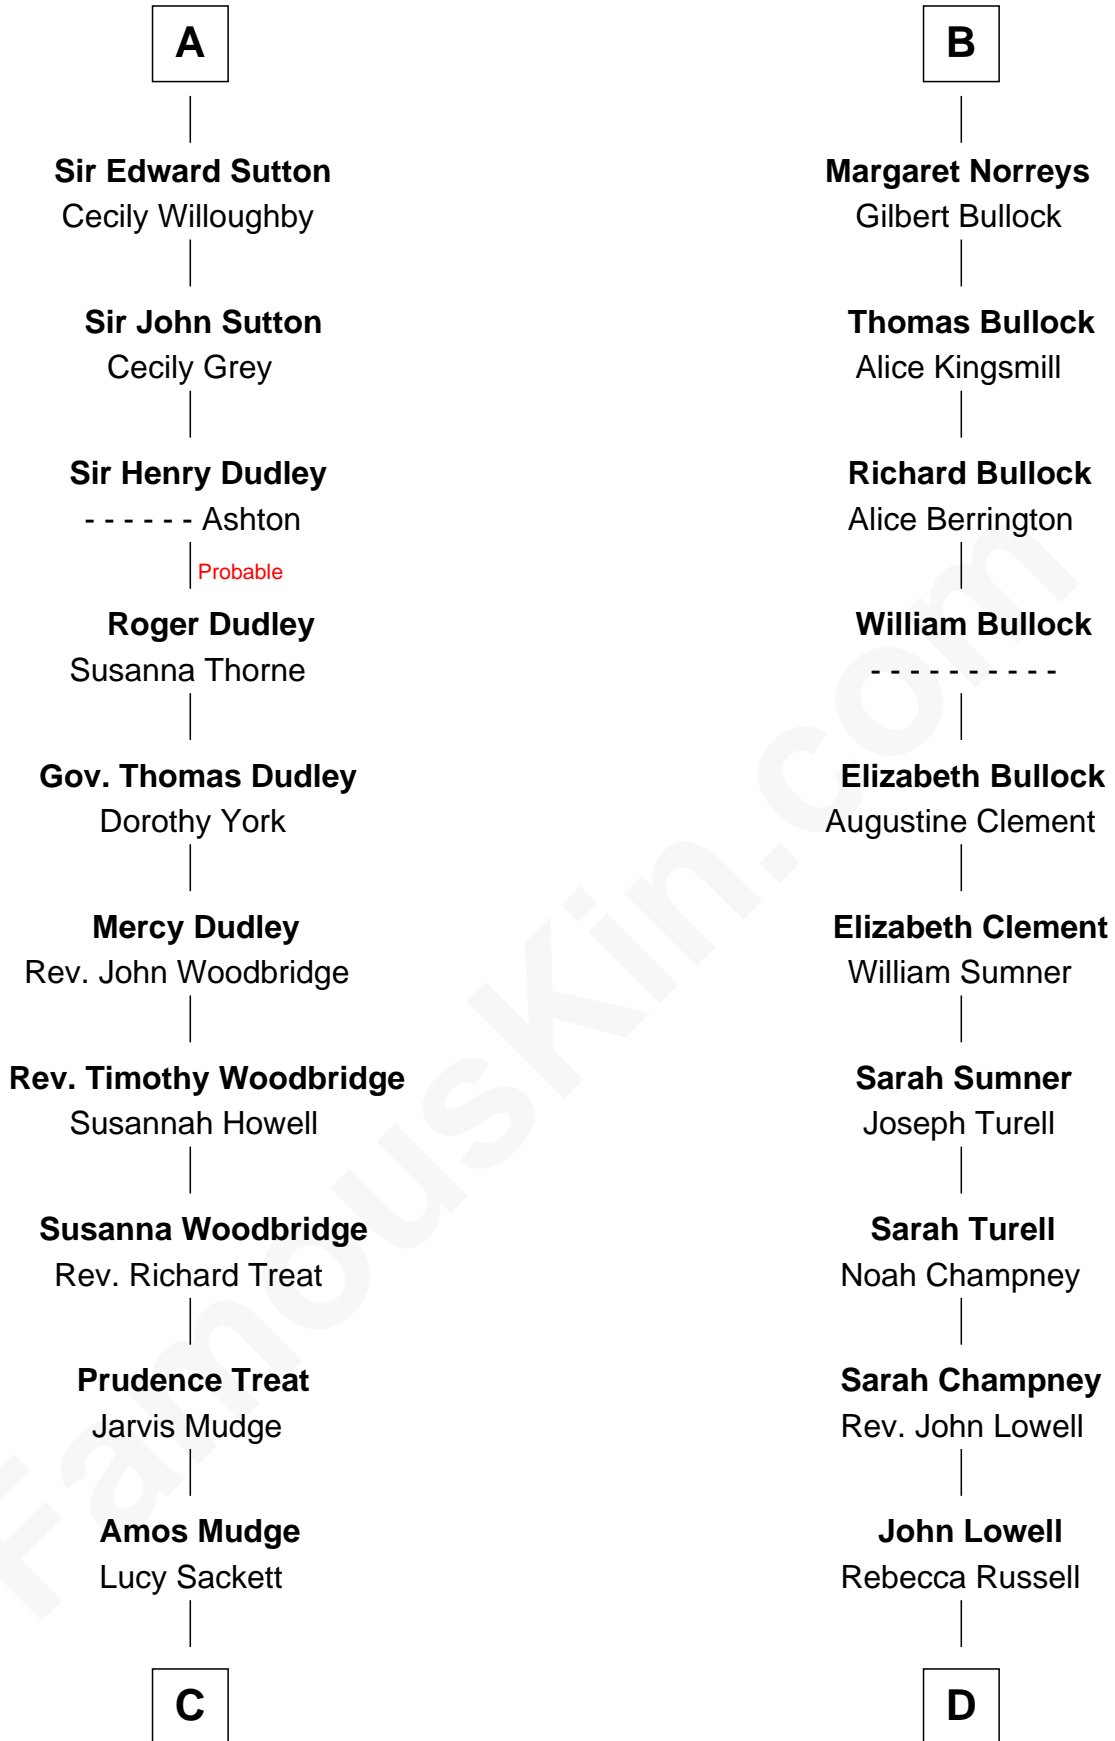 A
Sir Edward Sutton
Cecily Willoughby
Sir John Sutton
Cecily Grey
Sir Henry Dudley
- - - - - - Ashton
Probable
Roger Dudley
Susanna Thorne
Gov. Thomas Dudley
Dorothy York
Mercy Dudley
Rev. John Woodbridge
Rev. Timothy Woodbridge
Susannah Howell
Susanna Woodbridge
Rev. Richard Treat
Prudence Treat
Jarvis Mudge
Amos Mudge
Lucy Sackett
C
B
Margaret Norreys
Gilbert Bullock
Thomas Bullock
Alice Kingsmill
Richard Bullock
Alice Berrington
William Bullock
- - - - - - - - - -
Elizabeth Bullock
Augustine Clement
Elizabeth Clement
William Sumner
Sarah Sumner
Joseph Turell
Sarah Turell
Noah Champney
Sarah Champney
Rev. John Lowell
John Lowell
Rebecca Russell
D
FamousKin.com